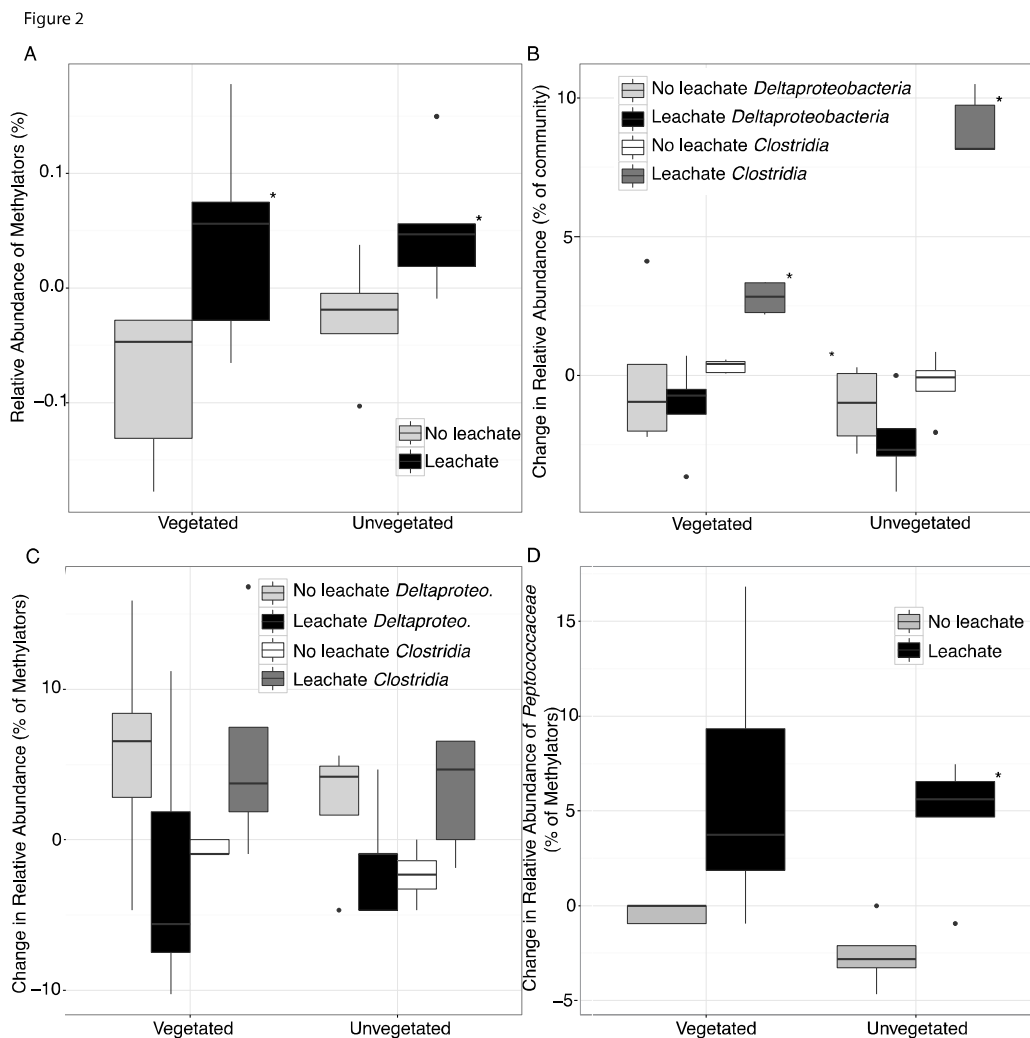 Figure 2
A
Relative Abundance of Methylators (%)
0.1
0.0
−0.1
*
*
No leachate
Leachate
Vegetated
Unvegetated
B
Change in Relative Abundance (% of community)
10
5
0
No leachate Deltaproteobacteria
Leachate Deltaproteobacteria
No leachate Clostridia
Leachate Clostridia
*
*
*
Vegetated
Unvegetated
C
Change in Relative Abundance (% of Methylators)
10
0
−10
No leachate Deltaproteo.
Leachate Deltaproteo.
No leachate Clostridia
Leachate Clostridia
Vegetated
Unvegetated
D
Change in Relative Abundance of Peptococcaceae
(% of Methylators)
15
10
5
0
−5
No leachate
Leachate
*
Vegetated
Unvegetated